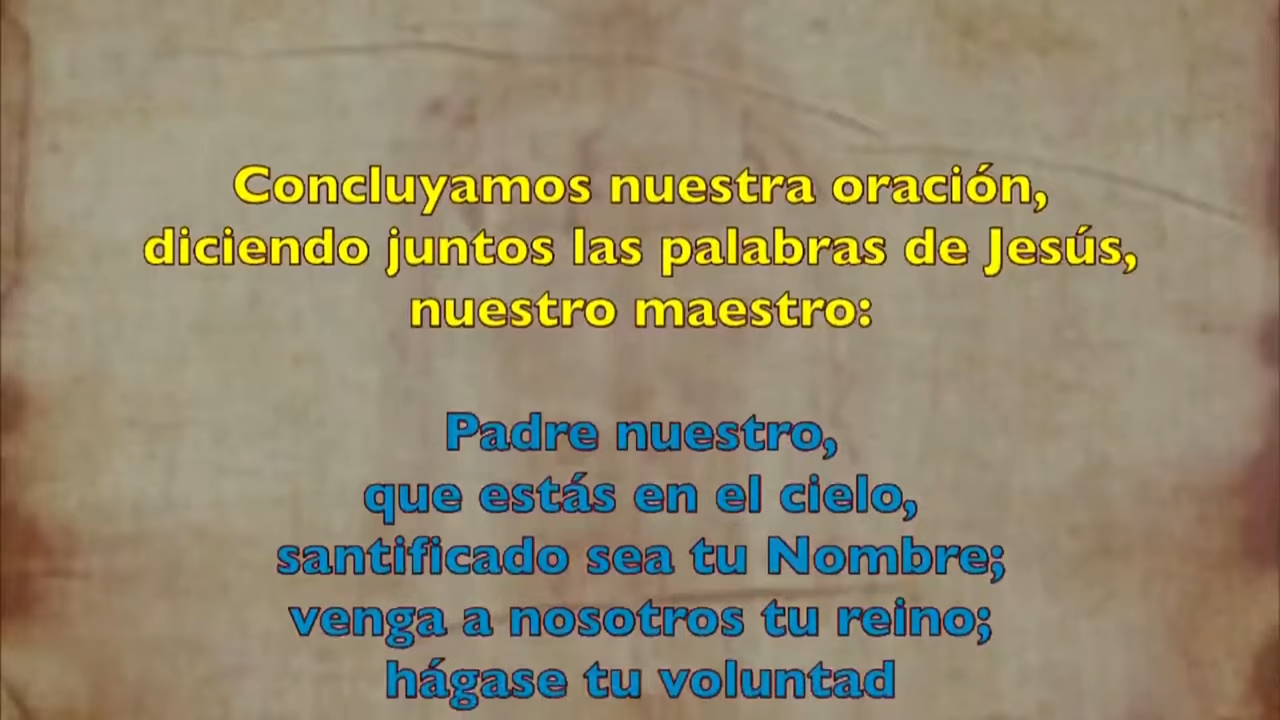 Concluyamos nuestra oración,
diciendo juntos las palabras de Jesús,
nuestro maestro:
Padre nuestro,
que estás en el cielo,
santificado sea tu Nombre;
venga a nosotros tu reino;
hágase tu voluntad